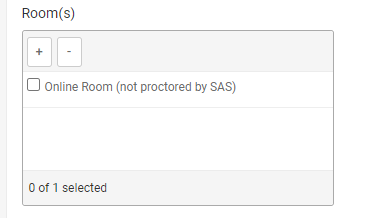 Room(s)
+ -
Online Room (not proctored by SAS)
0 of 1 selected